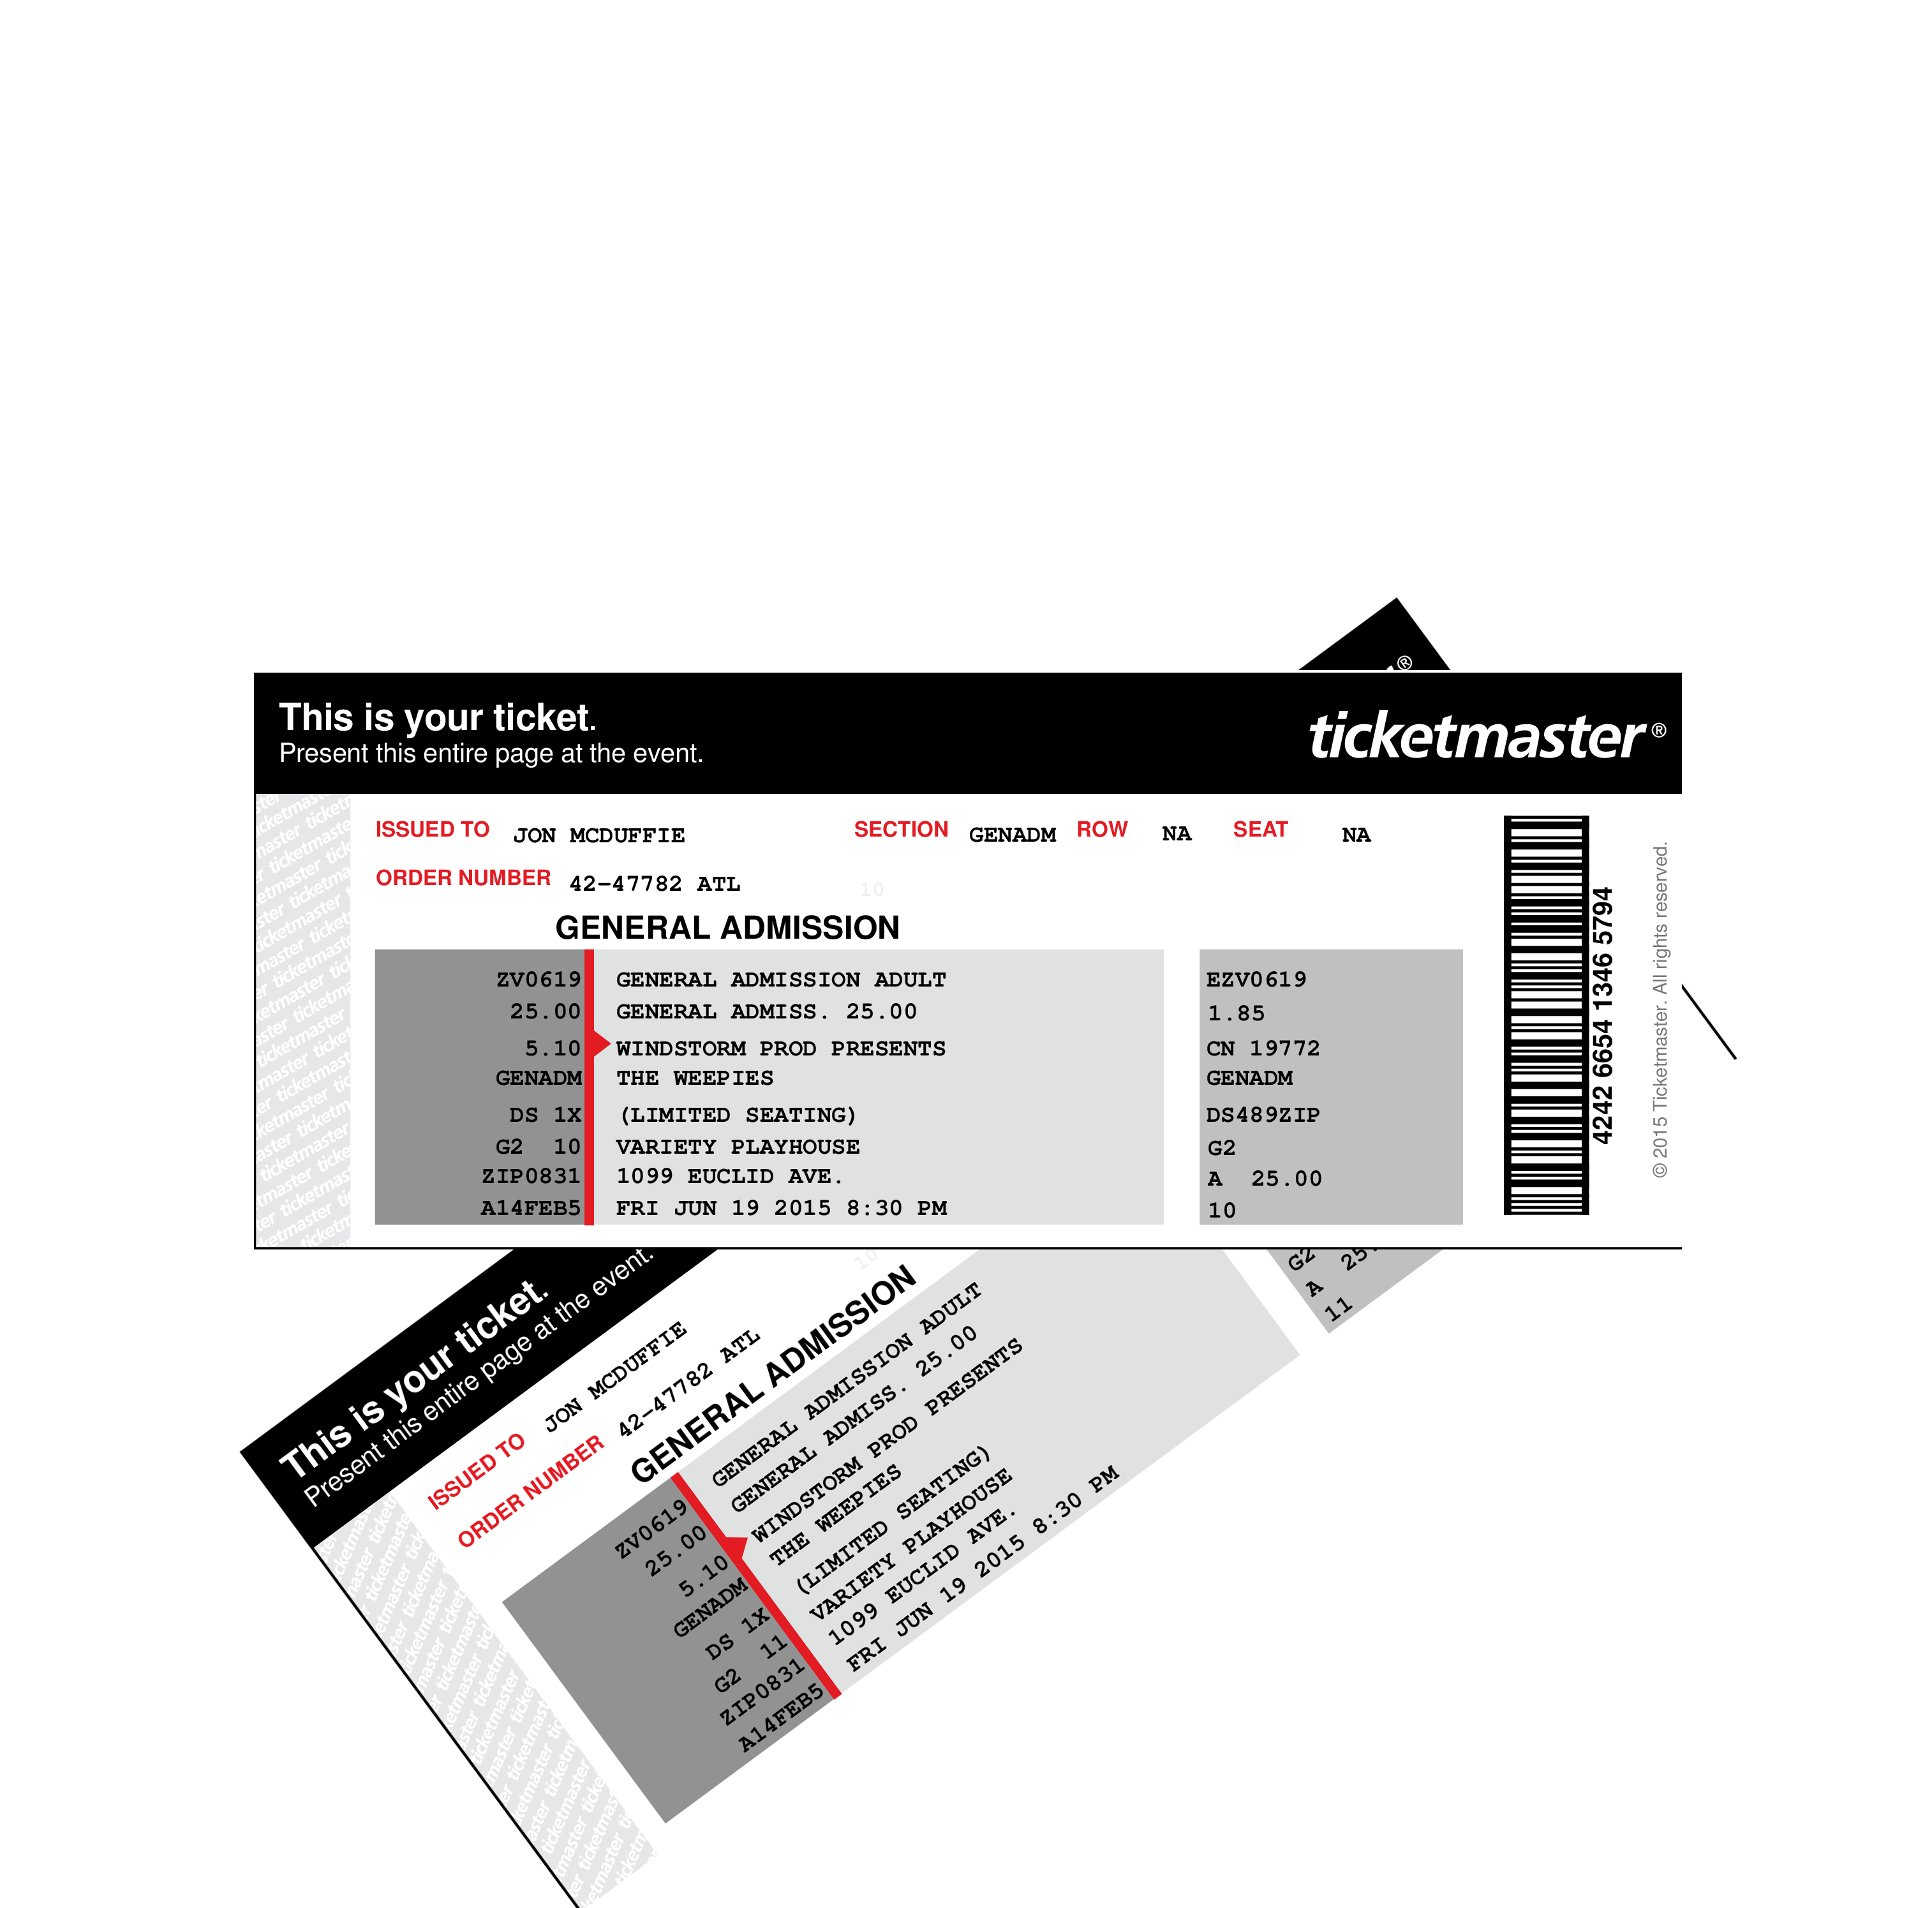 ®
This is your ticket.
Present this entire page at the event.
ticketmaster®
ISSUED TO JON MCDUFFIE SECTION GENADM ROW NA SEAT NA
ORDER NUMBER 42-47782 ATL 10
GENERAL ADMISSION
ZV0619 GENERAL ADMISSION ADULT EZV0619
25.00 GENERAL ADMISS. 25.00 1.85
5.10 WINDSTORM PROD PRESENTS CN 19772
GENADM THE WEEPIES GENADM
DS 1X (LIMITED SEATING) DS489ZIP
G2 10 VARIETY PLAYHOUSE G2
ZIP0831 1099 EUCLID AVE. A 25.00
A14FEB5 FRI JUN 19 2015 8:30 PM 10
4242 6654 1346 5794
© 2015 Ticketmaster. All rights reserved.
This is your ticket.
Present this entire page at the event.
ISSUED TO JON MCDUFFIE
ORDER NUMBER 42-47782 ATL 10
GENERAL ADMISSION
ZV0619 GENERAL ADMISSION ADULT
25.00 GENERAL ADMISS. 25.00
5.10 WINDSTORM PROD PRESENTS
GENADM THE WEEPIES
DS 1X (LIMITED SEATING)
G2 11 VARIETY PLAYHOUSE G2
ZIP0831 1099 EUCLID AVE. A
A14FEB5 FRI JUN 19 2015 8:30 PM 11